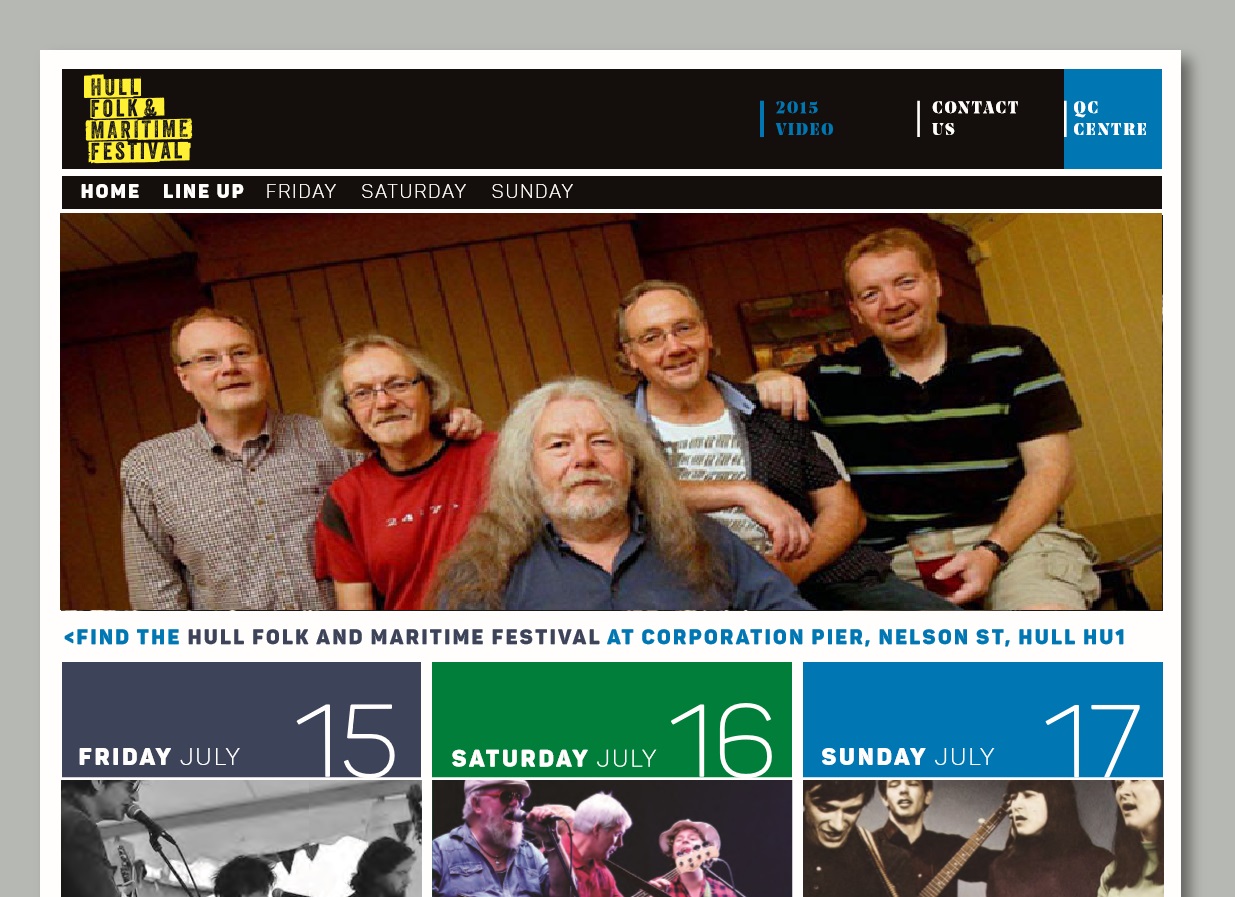 HULL
FOLK &
MARITIME
FESTIVAL
2015
VIDEO
CONTACT
US
QC
CENTRE
HOME LINE UP FRIDAY SATURDAY SUNDAY
<FIND THE HULL FOLK AND MARITIME FESTIVAL AT CORPORATION PIER, NELSON ST, HULL HU1
FRIDAY JULY 15
SATURDAY JULY 16
SUNDAY JULY 17